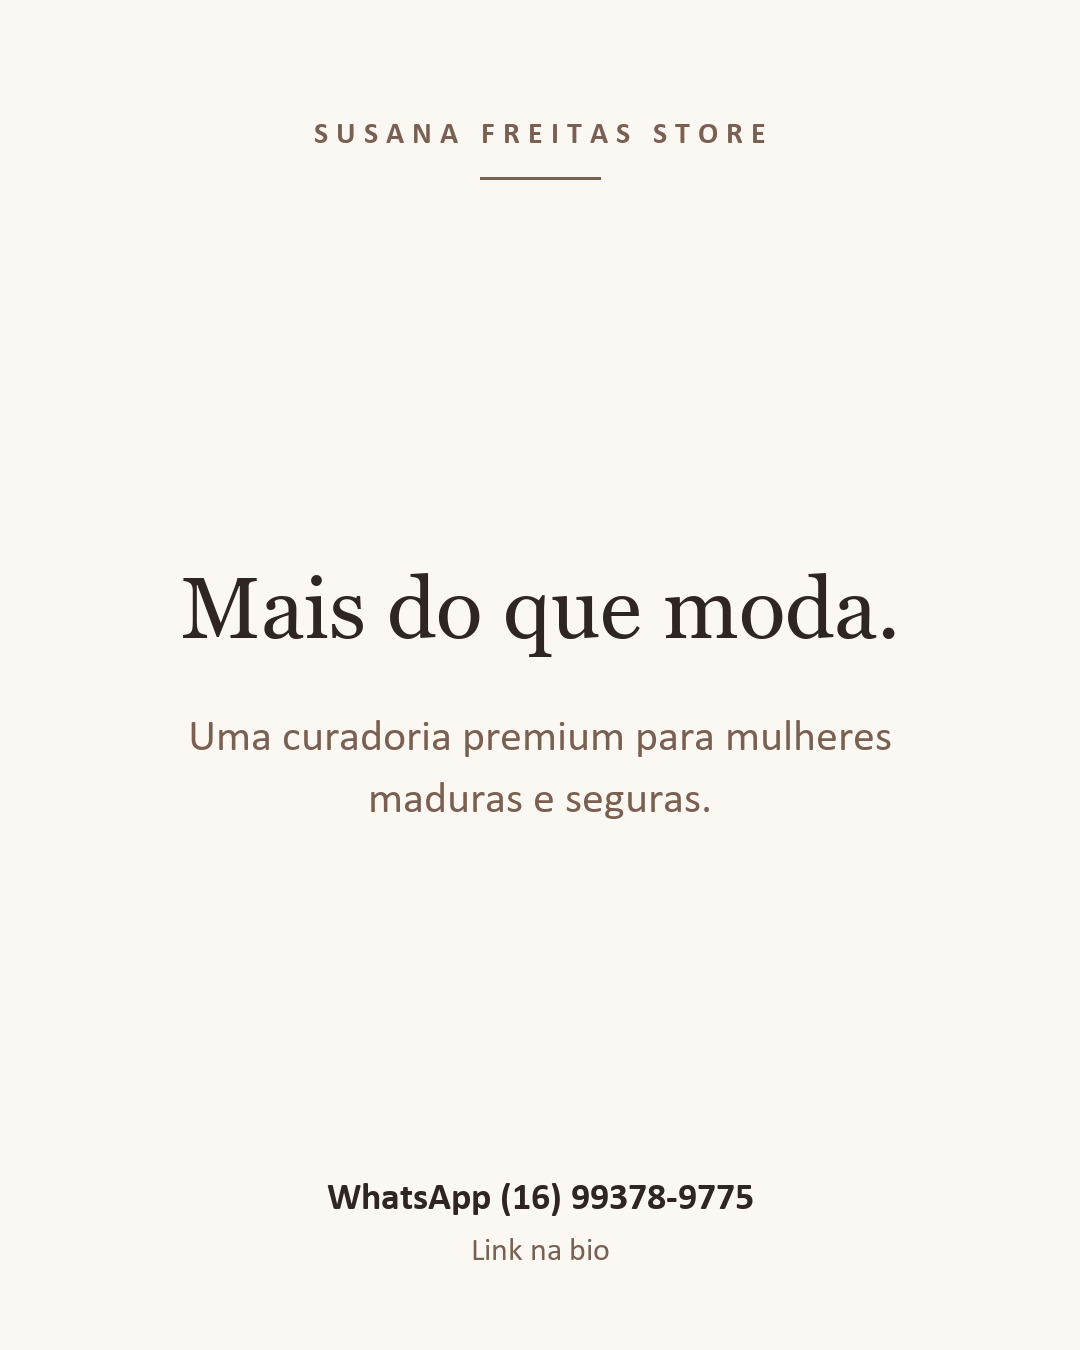 SUSANA FREITAS STORE
Mais do que moda.
Uma curadoria premium para mulheres
maduras e seguras.
WhatsApp (16) 99378-9775
Link na bio